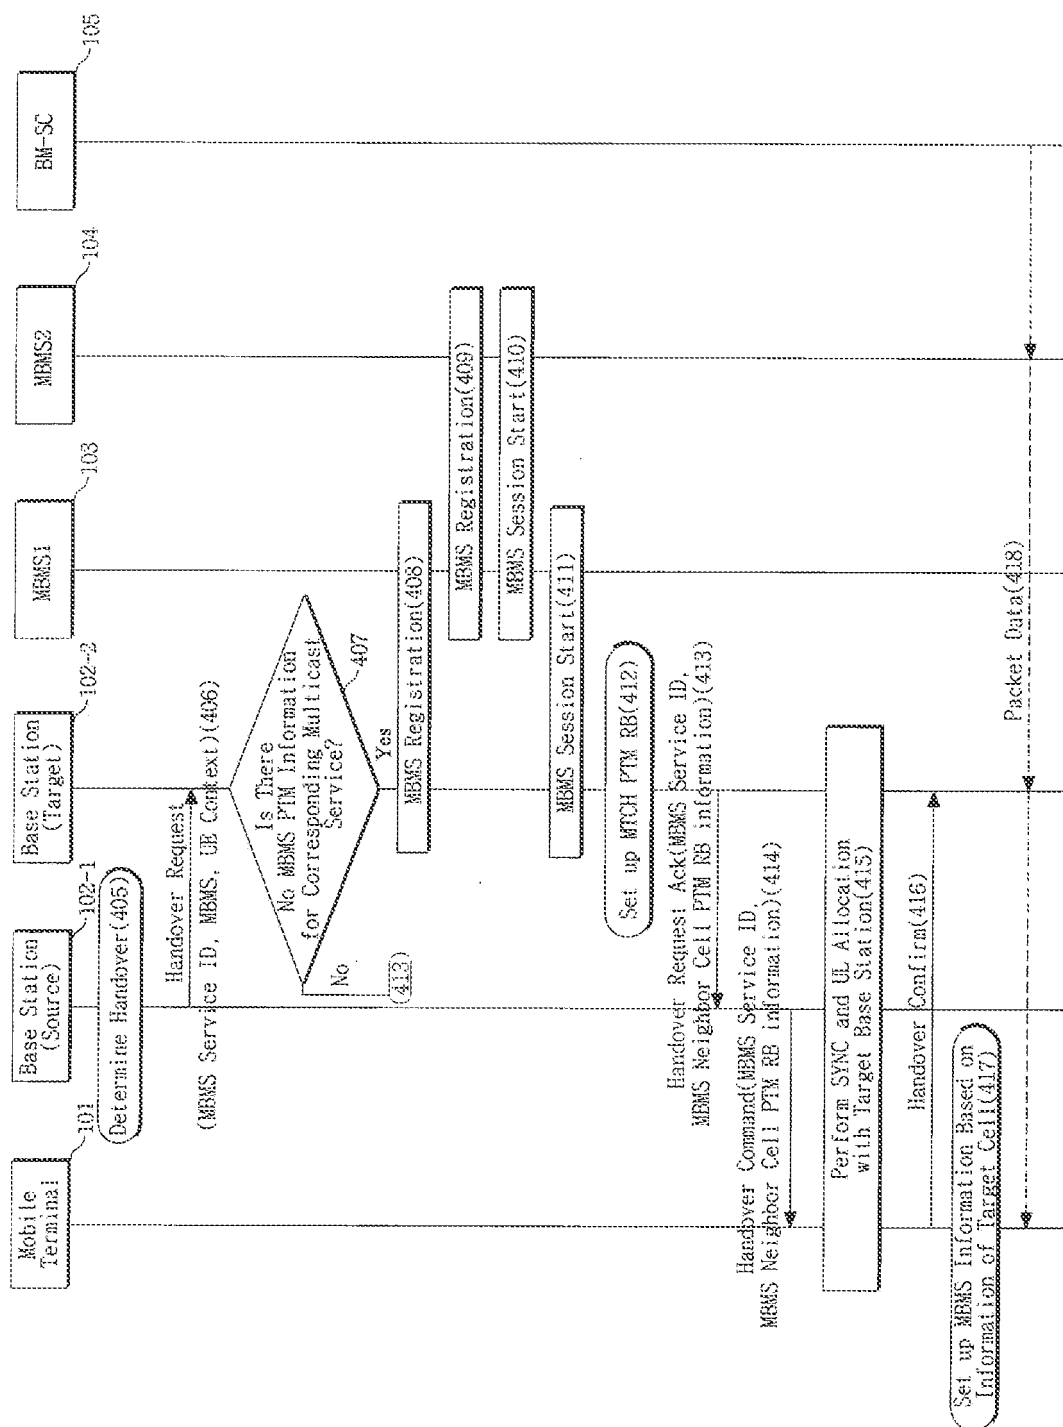 Mobile
Terminal
101
Base Station
(Source)
102-1
Base Station
(Target)
102-2
MBMS1
103
MBMS2
104
BM-SC
105
Determine Handover(405)
Handover Request
(MBMS Service ID, MBMS, UE Context)(406)
Is There
No MBMS PTM Information
for Corresponding Multicast
Service?
407
No
(413)
Yes
MBMS Registration(408)
MBMS Registration(409)
MBMS Session Start(410)
MBMS Session Start(411)
Set up MTCH PTM RB(412)
Handover Request Ack(MBMS Service ID,
MBMS Neighbor Cell PTM RB information)(413)
Handover Command(MBMS Service ID,
MBMS Neighbor Cell PTM RB information)(414)
Perform SYNC and UL Allocation
with Target Base Station(415)
Handover Confirm(416)
Set up MBMS Information Based on
Information of Target Cell(417)
Packet Data(418)